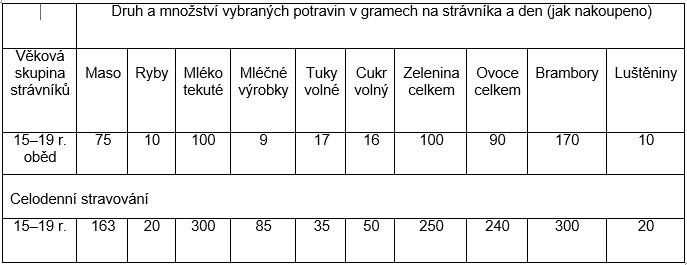 Druh a množství vybraných potravin v gramech na strávníka a den (jak nakoupeno)
Věková skupina strávníků Maso Ryby Mléko tekuté Mléčné výrobky Tuky volné Cukr volný Zelenina celkem Ovoce celkem Brambory Luštěniny
15–19 r. oběd 75 10 100 9 17 16 100 90 170 10
Celodenní stravování
15–19 r. 163 20 300 85 35 50 250 240 300 20